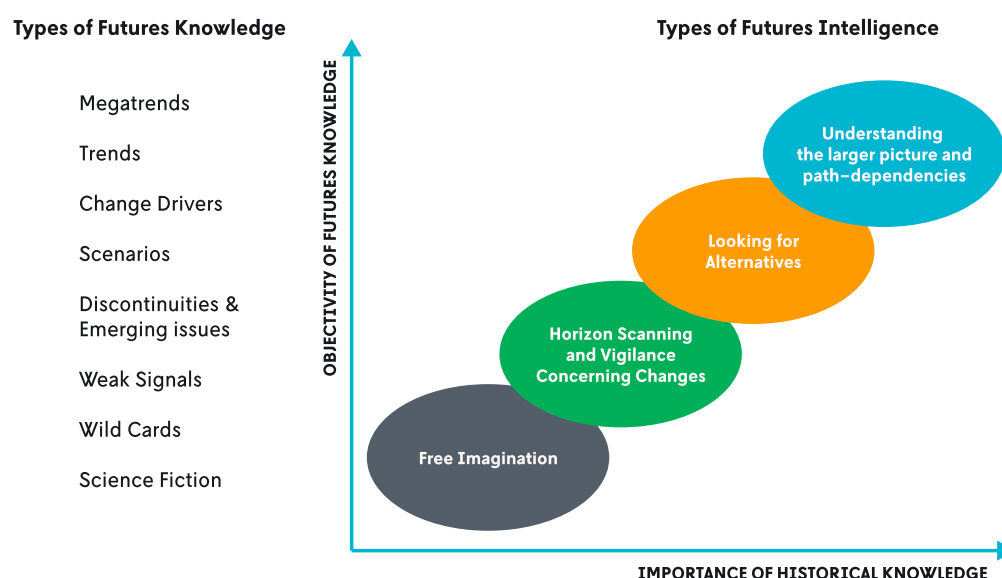 Types of Futures Knowledge
Types of Futures Intelligence
Megatrends
Trends
Change Drivers
Scenarios
Discontinuities &
Emerging issues
Weak Signals
Wild Cards
Science Fiction
OBJECTIVITY OF FUTURES KNOWLEDGE
Understanding
the larger picture and
path-dependencies
Looking for
Alternatives
Horizon Scanning
and Vigilance
Concerning Changes
Free Imagination
IMPORTANCE OF HISTORICAL KNOWLEDGE